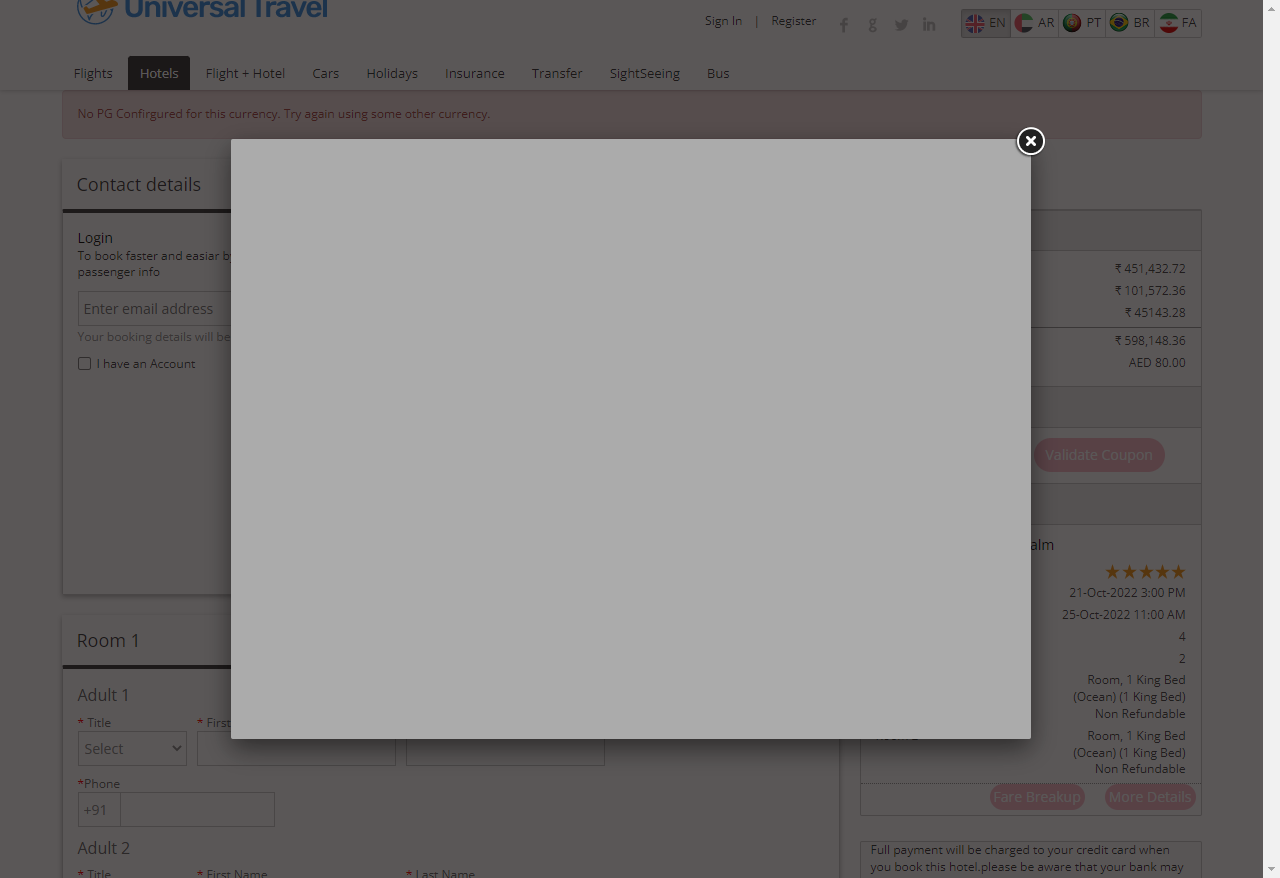 Universal Travel
Sign In | Register
EN AR PT BR FA
Flights Hotels Flight + Hotel Cars Holidays Insurance Transfer SightSeeing Bus
No PG Confirgured for this currency. Try again using some other currency.
Contact details
Login
To book faster and easiar b
passenger info
Enter email address
Your booking details will be
I have an Account
₹ 451,432.72
₹ 101,572.36
₹ 45143.28
₹ 598,148.36
AED 80.00
Validate Coupon
alm
21-Oct-2022 3:00 PM
25-Oct-2022 11:00 AM
4
2
Room, 1 King Bed
(Ocean) (1 King Bed)
Non Refundable
Room, 1 King Bed
(Ocean) (1 King Bed)
Non Refundable
Fare Breakup More Details
Full payment will be charged to your credit card when
you book this hotel.please be aware that your bank may
Room 1
Adult 1
* Title * First
Select
*Phone
+91
Adult 2
* Title * First Name * Last Name